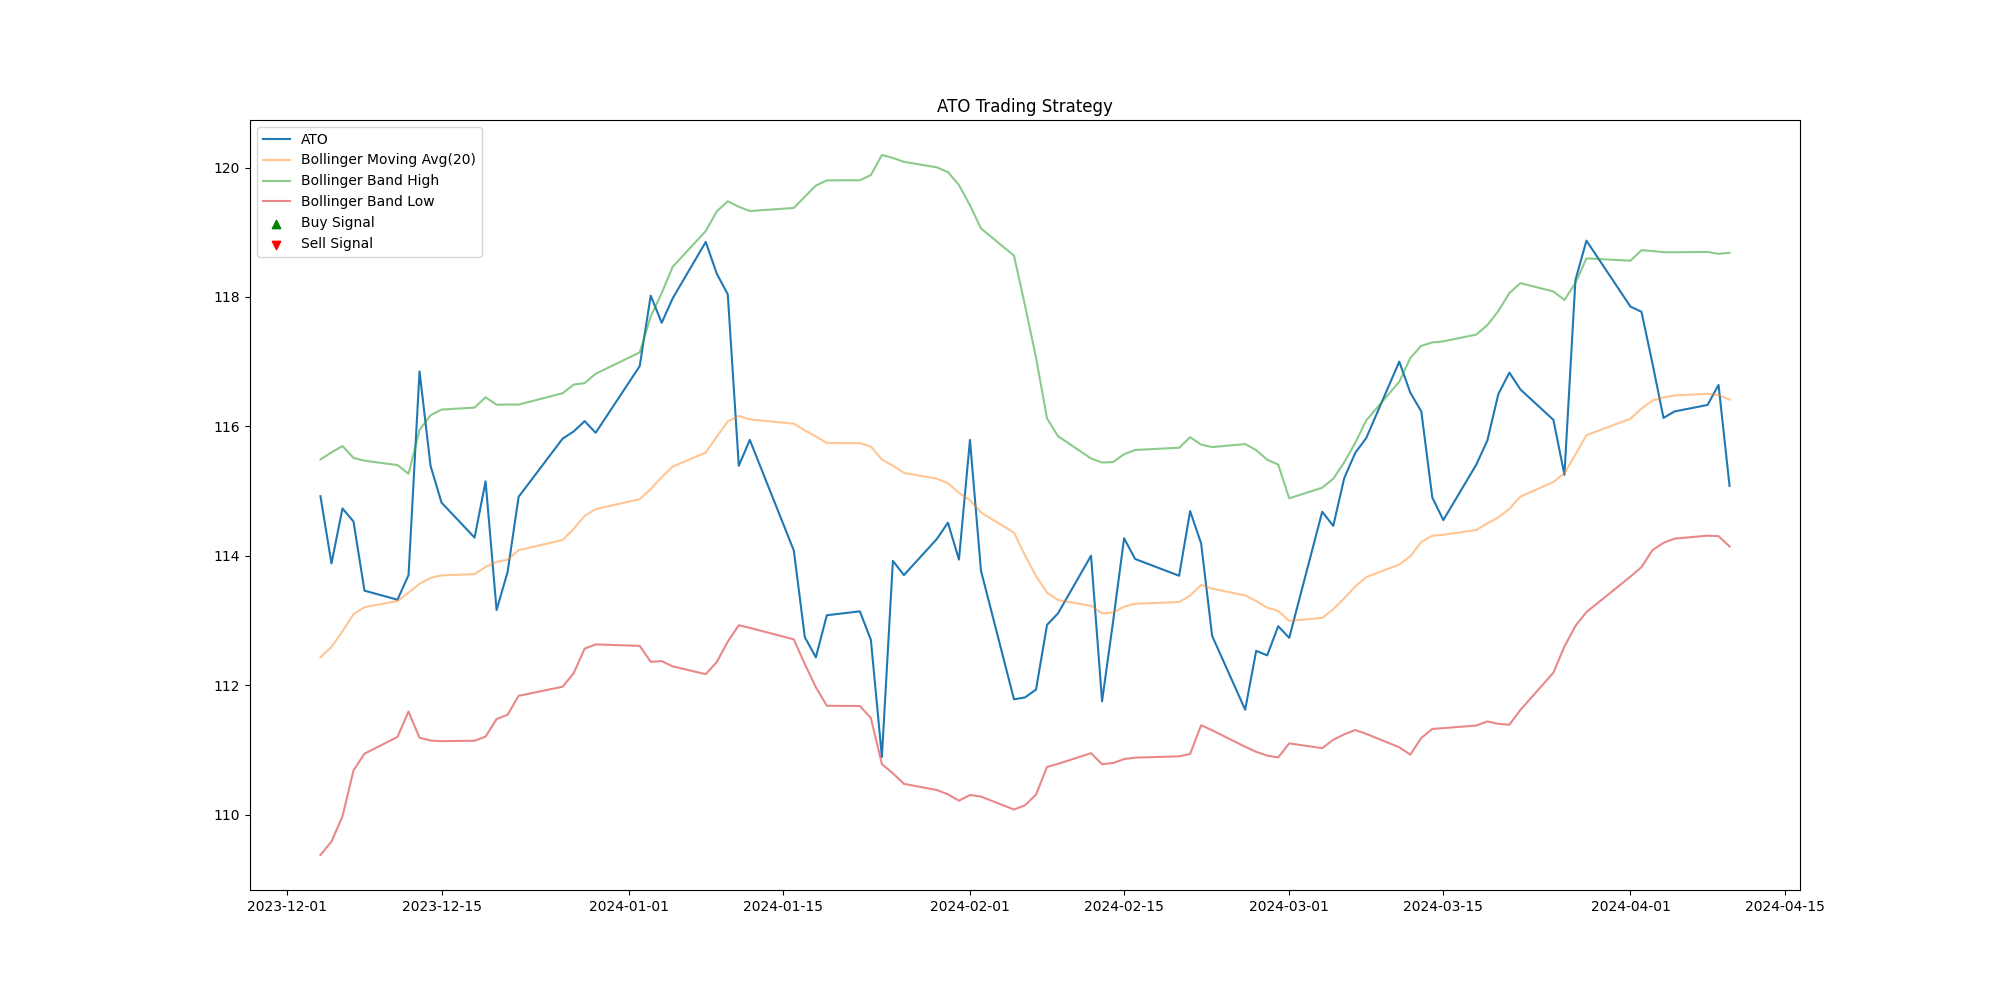 ATO Trading Strategy
ATO
Bollinger Moving Avg(20)
Bollinger Band High
Bollinger Band Low
Buy Signal
Sell Signal
120
118
116
114
112
110
2023-12-01 2023-12-15 2024-01-01 2024-01-15 2024-02-01 2024-02-15 2024-03-01 2024-03-15 2024-04-01 2024-04-15